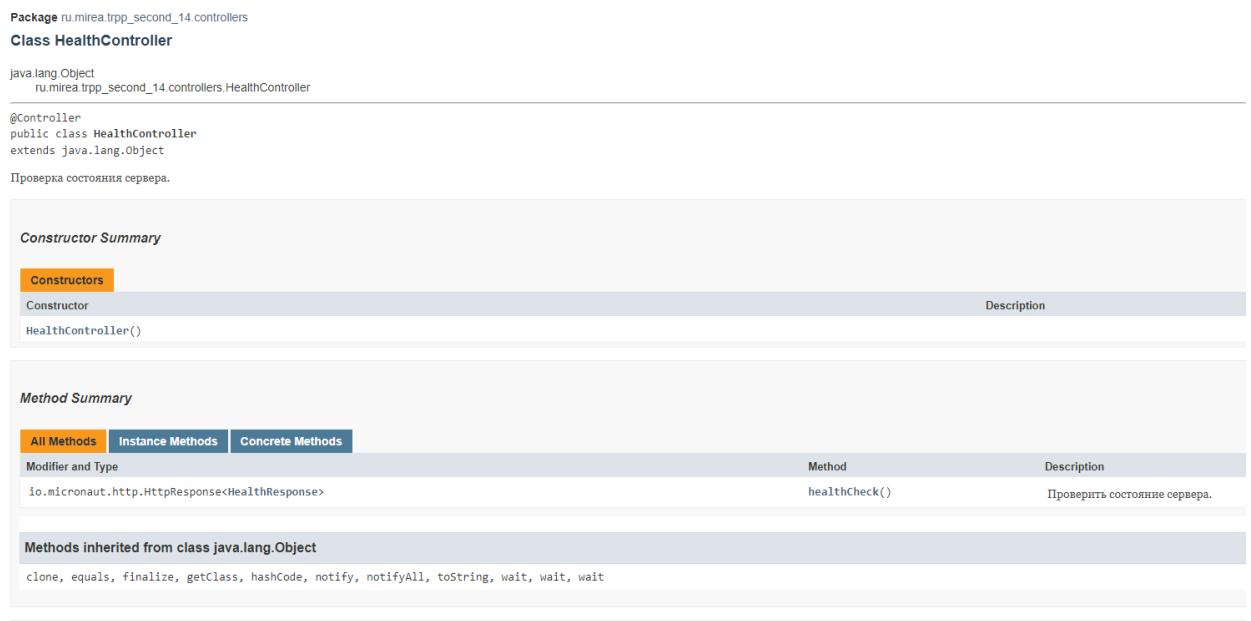 Package ru.mirea.trpp_second_14.controllers
Class HealthController
java.lang.Object
ru.mirea.trpp_second_14.controllers.HealthController
@Controller
public class HealthController
extends java.lang.Object
Проверка состояния сервера.
Constructor Summary
Constructors
Constructor Description
HealthController()
Method Summary
All Methods Instance Methods Concrete Methods
Modifier and Type Method Description
io.micronaut.http.HttpResponse<HealthResponse> healthCheck() Проверить состояние сервера.
Methods inherited from class java.lang.Object
clone, equals, finalize, getClass, hashCode, notify, notifyAll, toString, wait, wait, wait